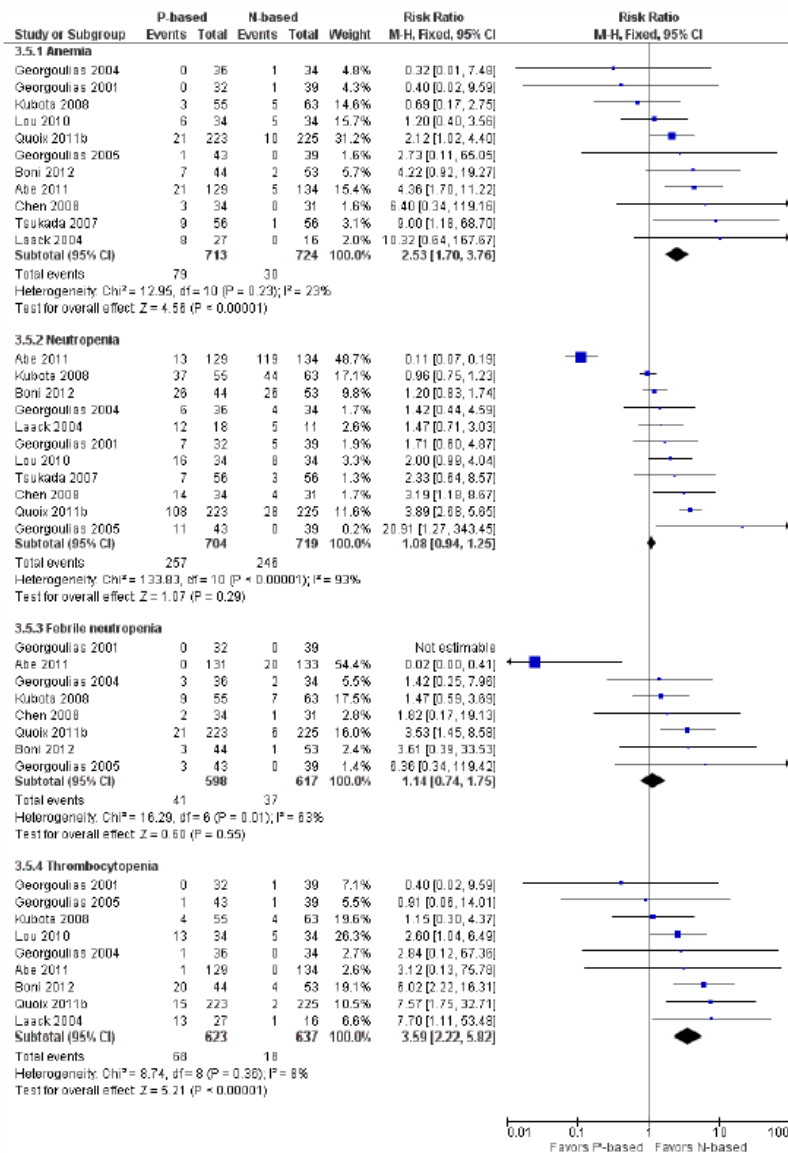 P-based N-based Risk Ratio Risk Ratio
Study or Subgroup Events Total Events Total Weight M-H, Fixed, 95% CI M-H, Fixed, 95% CI
3.5.1 Anemia
Georgoulias 2004 0 36 1 34 4.8% 0.32 [0.01, 7.48]
Georgoulias 2001 0 32 1 39 4.3% 0.40 [0.02, 9.59]
Kubota 2008 3 55 5 63 14.6% 0.69 [0.17, 2.75]
Lou 2010 6 34 5 34 15.7% 1.20 [0.40, 3.56]
Quoix 2011b 21 223 10 225 31.2% 2.12 [1.02, 4.40]
Georgoulias 2005 1 43 0 39 1.6% 2.73 [0.11, 65.05]
Boni 2012 7 44 2 53 5.7% 4.22 [0.92, 19.27]
Abe 2011 21 129 5 134 15.4% 4.36 [1.70, 11.22]
Chen 2008 3 34 0 31 1.6% 6.40 [0.34, 119.16]
Tsukada 2007 9 56 1 56 3.1% 9.00 [1.18, 68.70]
Laack 2004 8 27 0 16 2.0% 10.32 [0.64, 167.67]
Subtotal (95% CI) 713 724 100.0% 2.53 [1.70, 3.76]
Total events 79 30
Heterogeneity: Chi² = 12.95, df = 10 (P = 0.23); I² = 23%
Test for overall effect: Z = 4.56 (P < 0.00001)
3.5.2 Neutropenia
Abe 2011 13 129 119 134 48.7% 0.11 [0.07, 0.19]
Kubota 2008 37 55 44 63 17.1% 0.96 [0.75, 1.23]
Boni 2012 26 44 26 53 9.8% 1.20 [0.83, 1.74]
Georgoulias 2004 6 36 4 34 1.7% 1.42 [0.44, 4.59]
Laack 2004 12 18 5 11 2.6% 1.47 [0.71, 3.03]
Georgoulias 2001 7 32 5 39 1.9% 1.71 [0.60, 4.87]
Lou 2010 16 34 8 34 3.3% 2.00 [0.99, 4.04]
Tsukada 2007 7 56 3 56 1.2% 2.33 [0.64, 8.57]
Chen 2008 14 34 4 31 1.7% 3.19 [1.18, 8.67]
Quoix 2011b 108 223 28 225 11.6% 3.89 [2.68, 5.65]
Georgoulias 2005 11 43 0 39 0.2% 20.91 [1.27, 343.45]
Subtotal (95% CI) 704 719 100.0% 1.08 [0.94, 1.25]
Total events 257 246
Heterogeneity: Chi² = 133.83, df = 10 (P < 0.00001); I² = 93%
Test for overall effect: Z = 1.07 (P = 0.29)
3.5.3 Febrile neutropenia
Georgoulias 2001 0 32 0 39 Not estimable
Abe 2011 0 131 20 133 54.4% 0.02 [0.00, 0.41]
Georgoulias 2004 3 36 2 34 5.5% 1.42 [0.25, 7.96]
Kubota 2008 9 55 7 63 17.5% 1.47 [0.59, 3.69]
Chen 2008 2 34 1 31 2.8% 1.82 [0.17, 19.13]
Quoix 2011b 21 223 6 225 16.0% 3.53 [1.45, 8.58]
Boni 2012 3 44 1 53 2.4% 3.61 [0.39, 33.53]
Georgoulias 2005 3 43 0 39 1.4% 6.36 [0.34, 119.42]
Subtotal (95% CI) 598 617 100.0% 1.14 [0.74, 1.75]
Total events 41 37
Heterogeneity: Chi² = 16.29, df = 6 (P = 0.01); I² = 63%
Test for overall effect: Z = 0.60 (P = 0.55)
3.5.4 Thrombocytopenia
Georgoulias 2001 0 32 1 39 7.1% 0.40 [0.02, 9.59]
Georgoulias 2005 1 43 1 39 5.5% 0.91 [0.06, 14.01]
Kubota 2008 4 55 4 63 19.6% 1.15 [0.30, 4.37]
Lou 2010 13 34 5 34 26.3% 2.60 [1.04, 6.49]
Georgoulias 2004 1 36 0 34 2.7% 2.84 [0.12, 67.36]
Abe 2011 1 129 0 134 2.6% 3.12 [0.13, 75.78]
Boni 2012 20 44 4 53 19.1% 6.02 [2.22, 16.31]
Quoix 2011b 15 223 2 225 10.5% 7.57 [1.75, 32.71]
Laack 2004 13 27 1 16 6.6% 7.70 [1.11, 53.48]
Subtotal (95% CI) 623 637 100.0% 3.59 [2.22, 5.82]
Total events 68 18
Heterogeneity: Chi² = 8.74, df = 8 (P = 0.36); I² = 8%
Test for overall effect: Z = 5.21 (P < 0.00001)
0.01 0.1 1 10 100
Favors P'-based Favors N-based